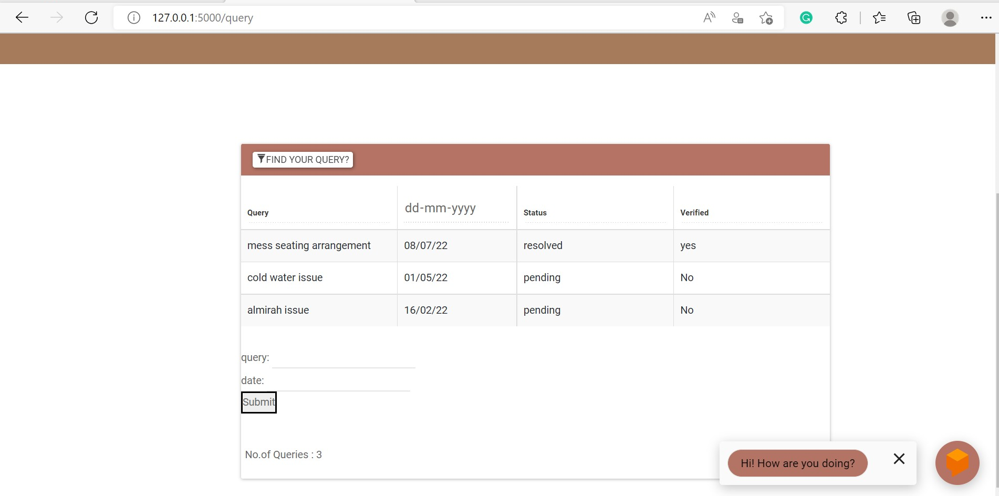 127.0.0.1:5000/query
FIND YOUR QUERY?
Query dd-mm-yyyy Status Verified
mess seating arrangement 08/07/22 resolved yes
cold water issue 01/05/22 pending No
almirah issue 16/02/22 pending No
query:
date:
Submit
No.of Queries : 3
Hi! How are you doing?